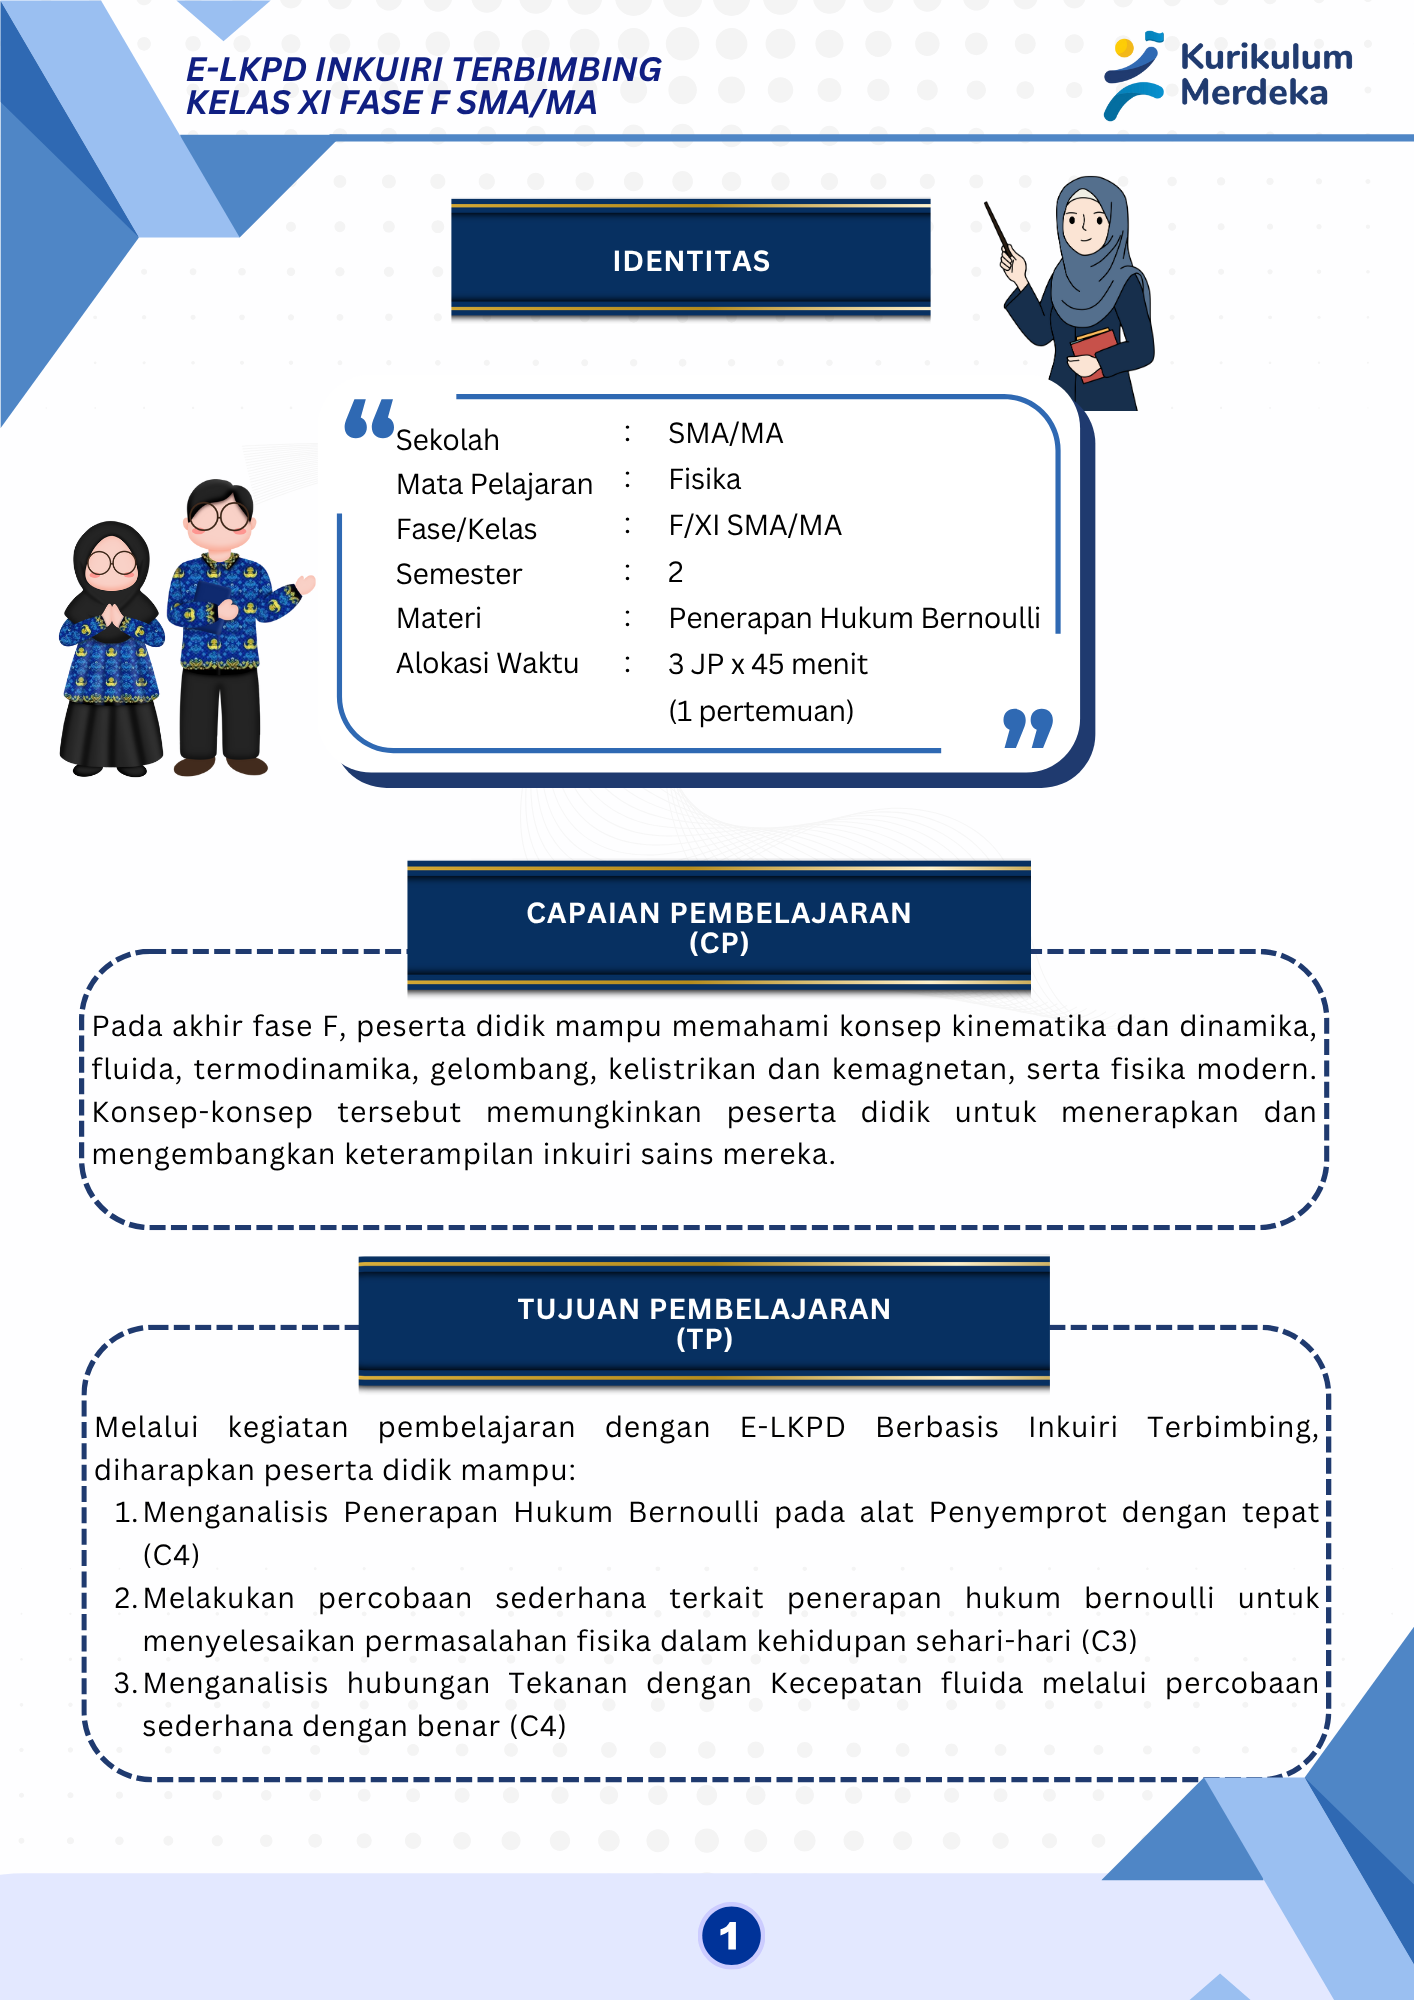 E-LKPD INKUIRI TERBIMBING
KELAS XI FASE F SMA/MA
Kurikulum
Merdeka
IDENTITAS
Sekolah : SMA/MA
Mata Pelajaran : Fisika
Fase/Kelas : F/XI SMA/MA
Semester : 2
Materi : Penerapan Hukum Bernoulli
Alokasi Waktu : 3 JP x 45 menit
(1 pertemuan)
CAPAIAN PEMBELAJARAN
(CP)
Pada akhir fase F, peserta didik mampu memahami konsep kinematika dan dinamika,
fluida, termodinamika, gelombang, kelistrikan dan kemagnetan, serta fisika modern.
Konsep-konsep tersebut memungkinkan peserta didik untuk menerapkan dan
mengembangkan keterampilan inkuiri sains mereka.
TUJUAN PEMBELAJARAN
(TP)
Melalui kegiatan pembelajaran dengan E-LKPD Berbasis Inkuiri Terbimbing,
diharapkan peserta didik mampu:
1. Menganalisis Penerapan Hukum Bernoulli pada alat Penyemprot dengan tepat
(C4)
2. Melakukan percobaan sederhana terkait penerapan hukum bernoulli untuk
menyelesaikan permasalahan fisika dalam kehidupan sehari-hari (C3)
3. Menganalisis hubungan Tekanan dengan Kecepatan fluida melalui percobaan
sederhana dengan benar (C4)
1